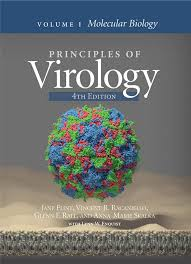 VOLUME I Molecular Biology
PRINCIPLES OF
Virology
4TH EDITION
JANE FLINT, VINCENT R. RACANIELLO,
GLENN F. RALL, AND ANNA MARIE SKALKA
WITH LYNN W. ENQUIST